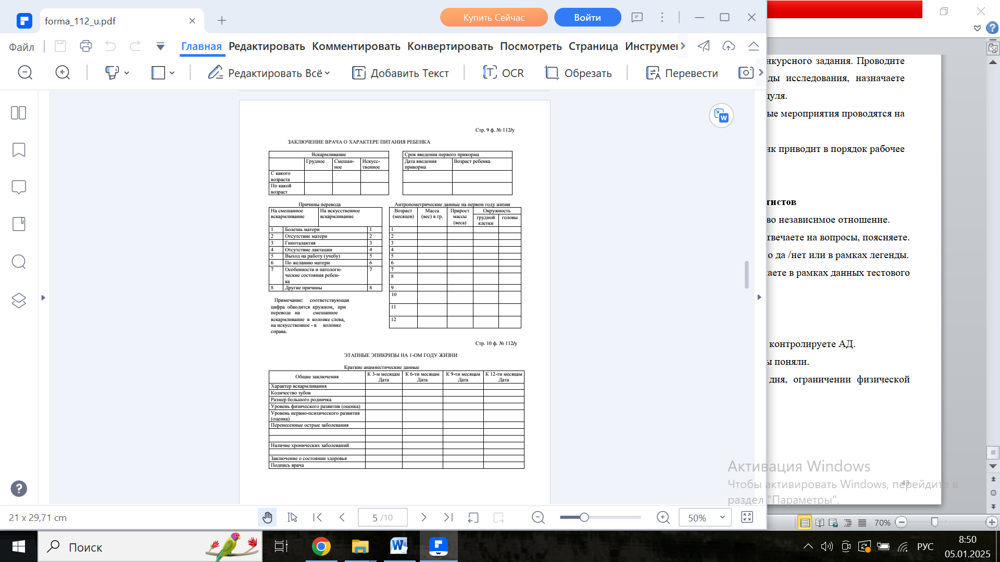 forma_112_u.pdf
Купить Сейчас
Войти
Файл
Главная Редактировать Комментировать Конвертировать Посмотреть Страница Инструмен
Редактировать Всё
Добавить Текст
OCR
Обрезать
Перевести
Стр. 9 ф. № 112/у
ЗАКЛЮЧЕНИЕ ВРАЧА О ХАРАКТЕРЕ ПИТАНИЯ РЕБЕНКА
Вскармливание
Грудное Смешан-ное Искусс-твенное
С какого возраста
По какой возраст
Срок введения первого прикорма
Дата введения прикорма Возраст ребенка
Причины перевода
На смешанное вскармливание На искусственное вскармливание
1 Болезнь матери 1
2 Отсутствие матери 2
3 Гипоталактия 3
4 Отсутствие лактации 4
5 Выход на работу (учебу) 5
6 По желанию матери 6
7 Особенности и патологи- 7
ческие состояния ребен-
ка
8 Другие причины 8
Примечание: соответствующая
цифра обводится кружком, при
переводе на смешанное
вскармливание в колонке слева,
на искусственное - в колонке
справа.
Антропометрические данные на первом году жизни
Возраст (месяцев) Масса (вес) в гр. Прирост массы (веса) Окружность
грудной клетки головы
1
2
3
4
5
6
7
8
9
10
11
12
Стр. 10 ф. № 112/у
ЭТАПНЫЕ ЭПИКРИЗЫ НА 1-ОМ ГОДУ ЖИЗНИ
Краткие анамнестические данные
Общие заключения К 3-м месяцам Дата К 6-ти месяцам Дата К 9-ти месяцам Дата К 12-ти месяцам Дата
Характер вскармливания
Количество зубов
Размер большого родничка
Уровень физического развития (оценка)
Уровень нервно-психического развития
(оценка)
Перенесенные острые заболевания
Наличие хронических заболеваний
Заключение о состоянии здоровья
Подпись врача
21 x 29,71 cm
5 /10
50%
нкурсного задания. Проводите
ды исследования, назначаете
дуля.
ые мероприятия проводятся на
ик приводит в порядок рабочее
тистов
во независимое отношение.
твечаете на вопросы, поясняете.
о да /нет или в рамках легенды.
аете в рамках данных тестового
контролируете АД.
ы поняли.
дня, ограничении физической
43
Активация Windows
Чтобы активировать Windows, перейдите в
раздел "Параметры".
70%
Поиск
РУС
8:50
05.01.2025